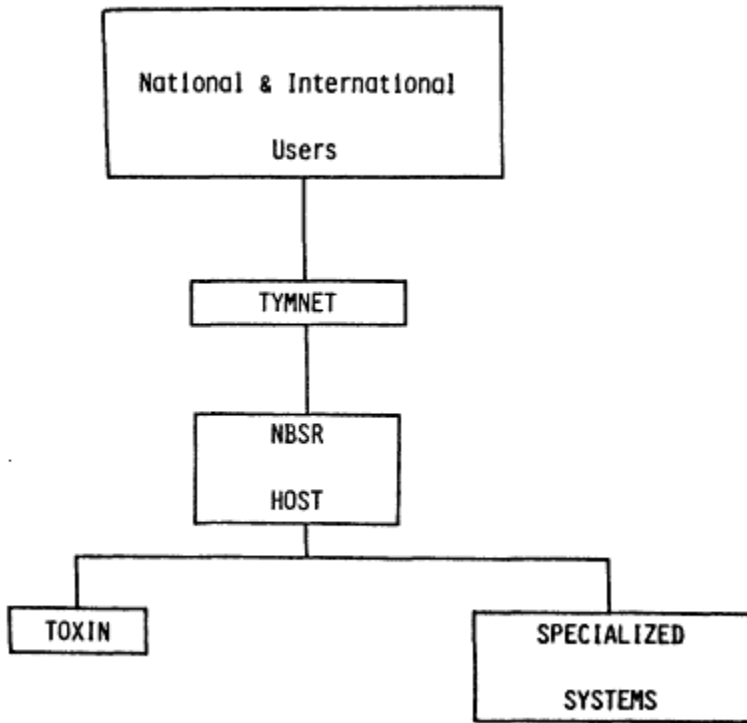 National & International
Users
TYMNET
NBSR
HOST
TOXIN
SPECIALIZED
SYSTEMS